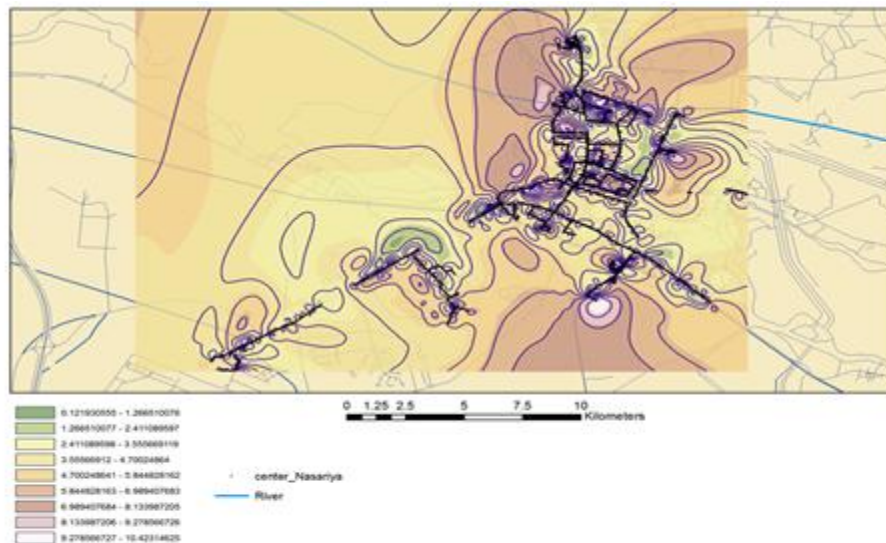 0 1.25 2.5 5 7.5 10
Kilometers
0.121930555 - 1.266510076
1.266510077 - 2.411089597
2.411089598 - 3.555669119
3.55566912 - 4.70024864
4.700248641 - 5.844828162
5.844828163 - 6.989407683
6.989407684 - 8.133987205
8.133987206 - 9.278566726
9.278566727 - 10.42314625
center_Nasariya
River